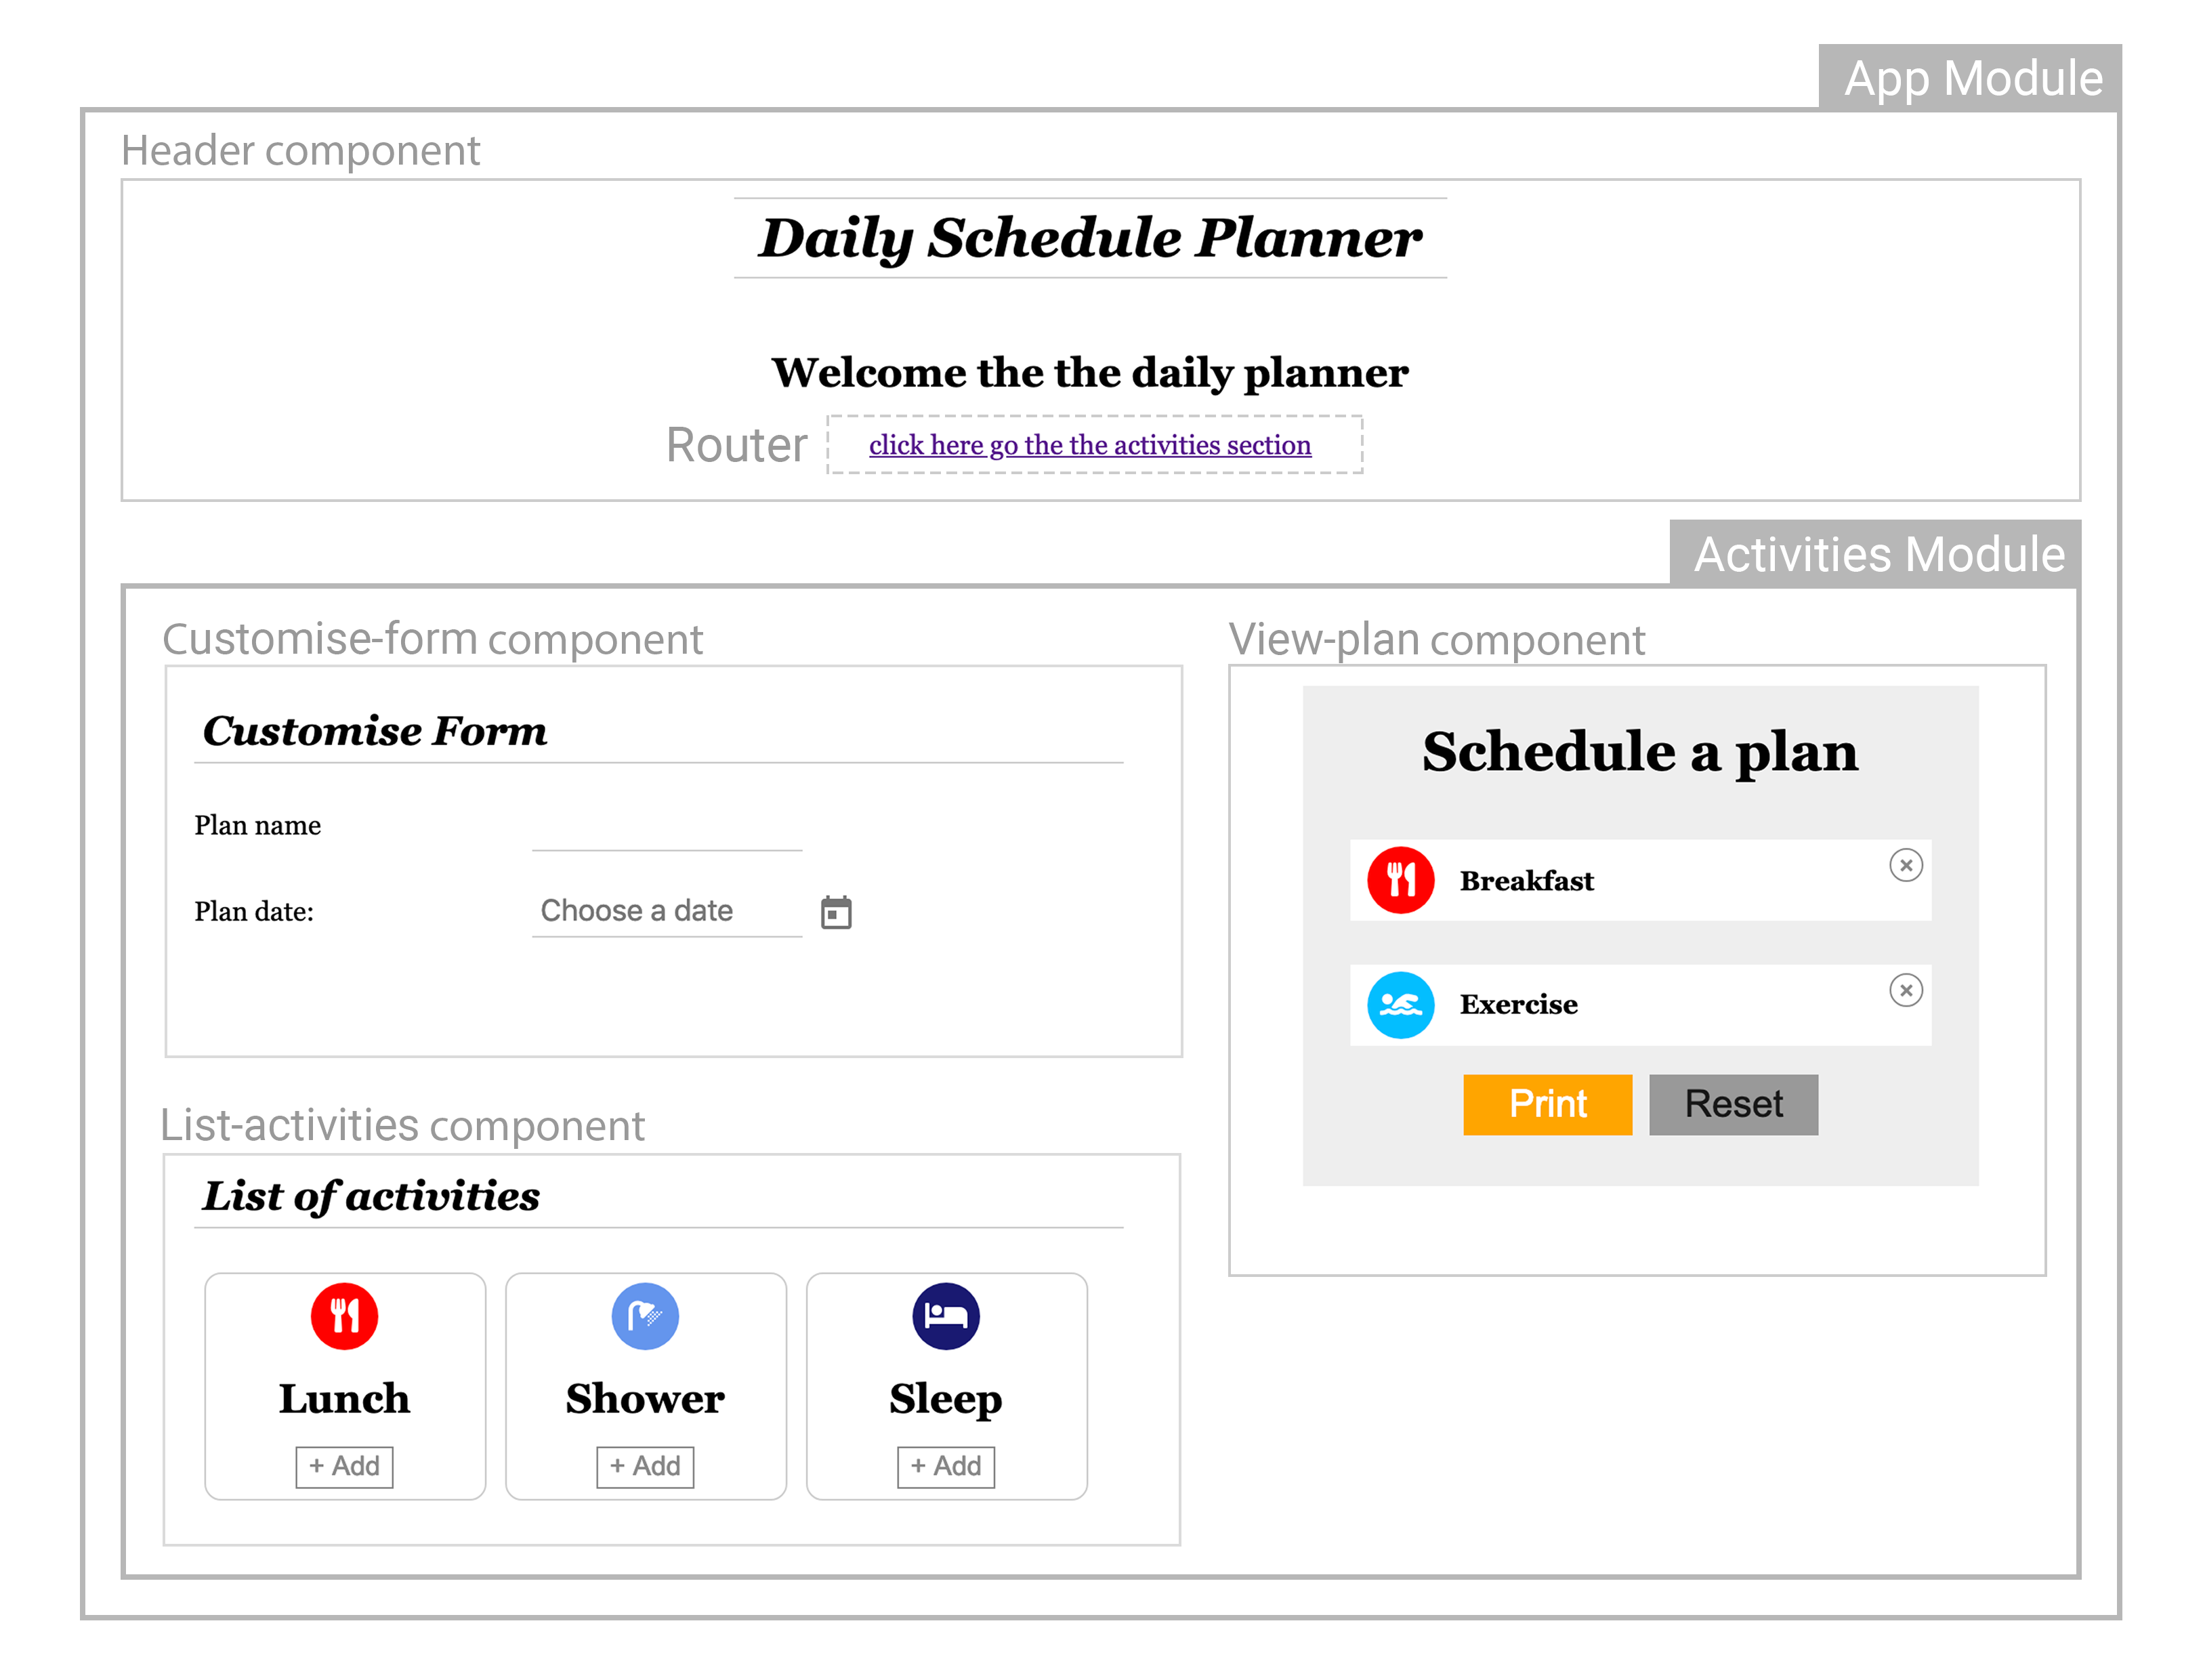 App Module
Header component
Daily Schedule Planner
Welcome the the daily planner
Router
click here go the the activities section
Activities Module
Customise-form component
Customise Form
Plan name
Plan date:
Choose a date
List-activities component
List of activities
Lunch
+ Add
Shower
+ Add
Sleep
+ Add
View-plan component
Schedule a plan
Breakfast
Exercise
Print
Reset